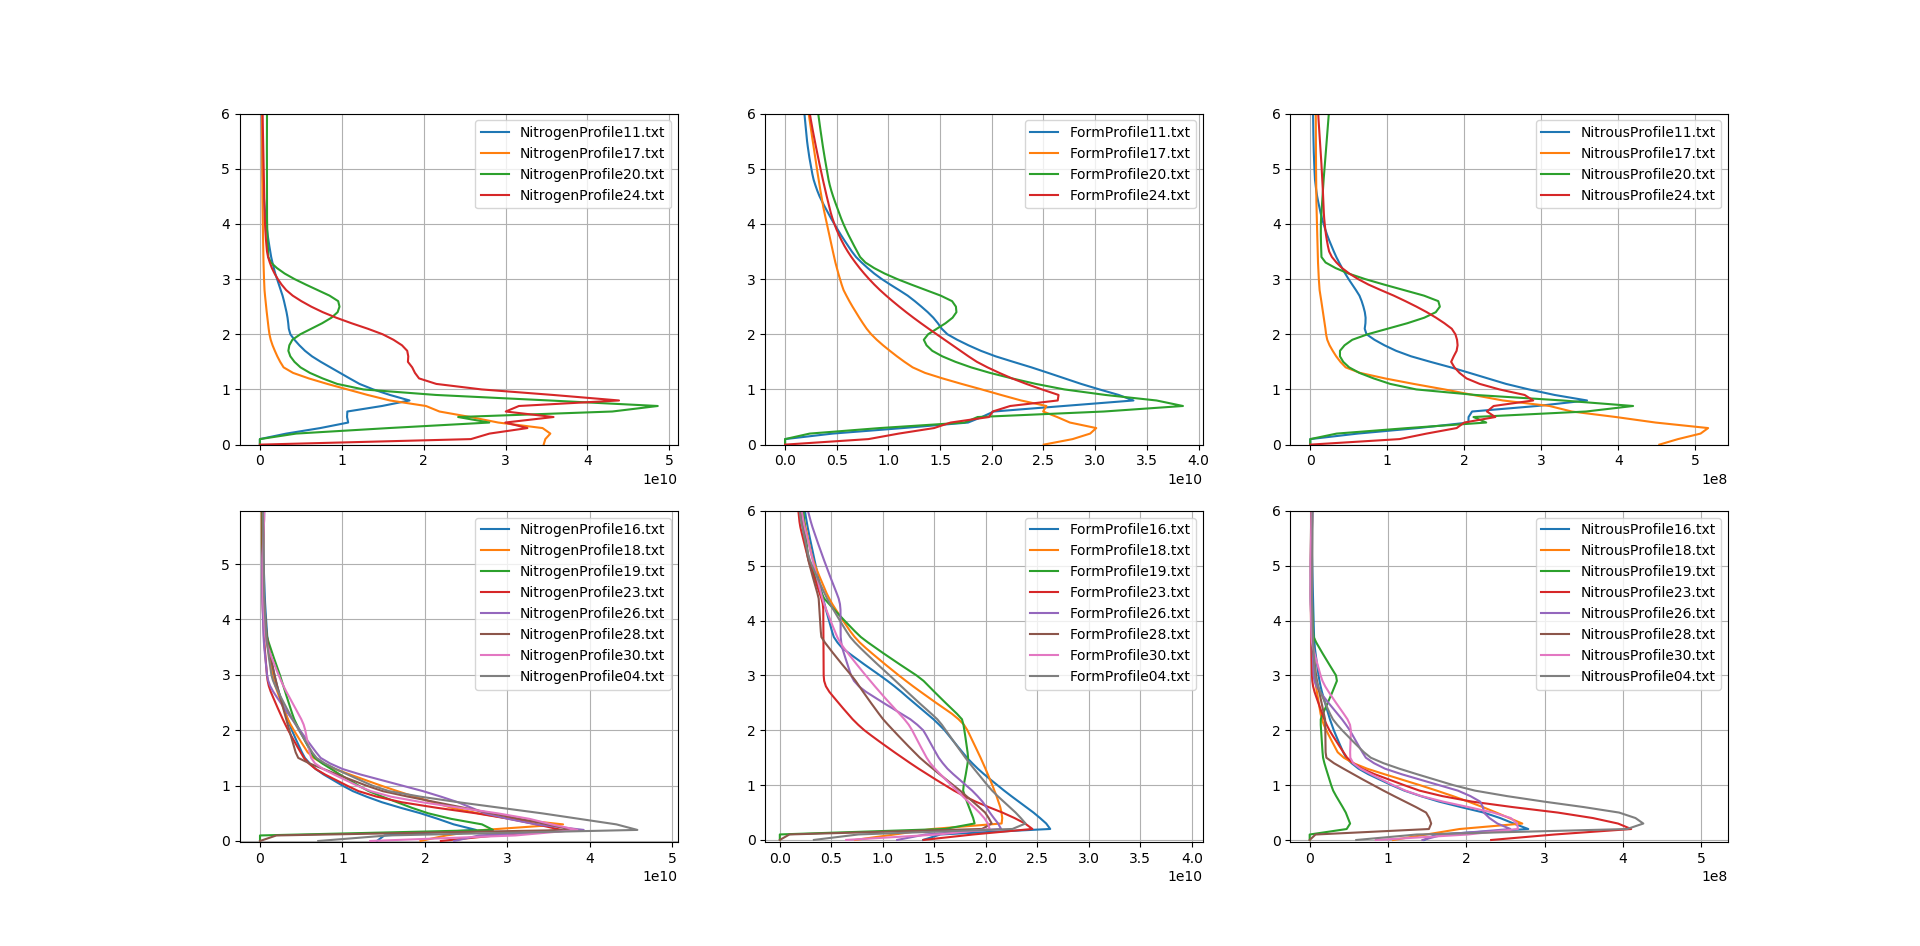 6
5
4
3
2
1
0
NitrogenProfile11.txt
NitrogenProfile17.txt
NitrogenProfile20.txt
NitrogenProfile24.txt
0 1 2 3 4 5
1e10
6
5
4
3
2
1
0
FormProfile11.txt
FormProfile17.txt
FormProfile20.txt
FormProfile24.txt
0.0 0.5 1.0 1.5 2.0 2.5 3.0 3.5 4.0
1e10
6
5
4
3
2
1
0
NitrousProfile11.txt
NitrousProfile17.txt
NitrousProfile20.txt
NitrousProfile24.txt
0 1 2 3 4 5
1e8
5
4
3
2
1
0
NitrogenProfile16.txt
NitrogenProfile18.txt
NitrogenProfile19.txt
NitrogenProfile23.txt
NitrogenProfile26.txt
NitrogenProfile28.txt
NitrogenProfile30.txt
NitrogenProfile04.txt
0 1 2 3 4 5
1e10
6
5
4
3
2
1
0
FormProfile16.txt
FormProfile18.txt
FormProfile19.txt
FormProfile23.txt
FormProfile26.txt
FormProfile28.txt
FormProfile30.txt
FormProfile04.txt
0.0 0.5 1.0 1.5 2.0 2.5 3.0 3.5 4.0
1e10
6
5
4
3
2
1
0
NitrousProfile16.txt
NitrousProfile18.txt
NitrousProfile19.txt
NitrousProfile23.txt
NitrousProfile26.txt
NitrousProfile28.txt
NitrousProfile30.txt
NitrousProfile04.txt
0 1 2 3 4 5
1e8